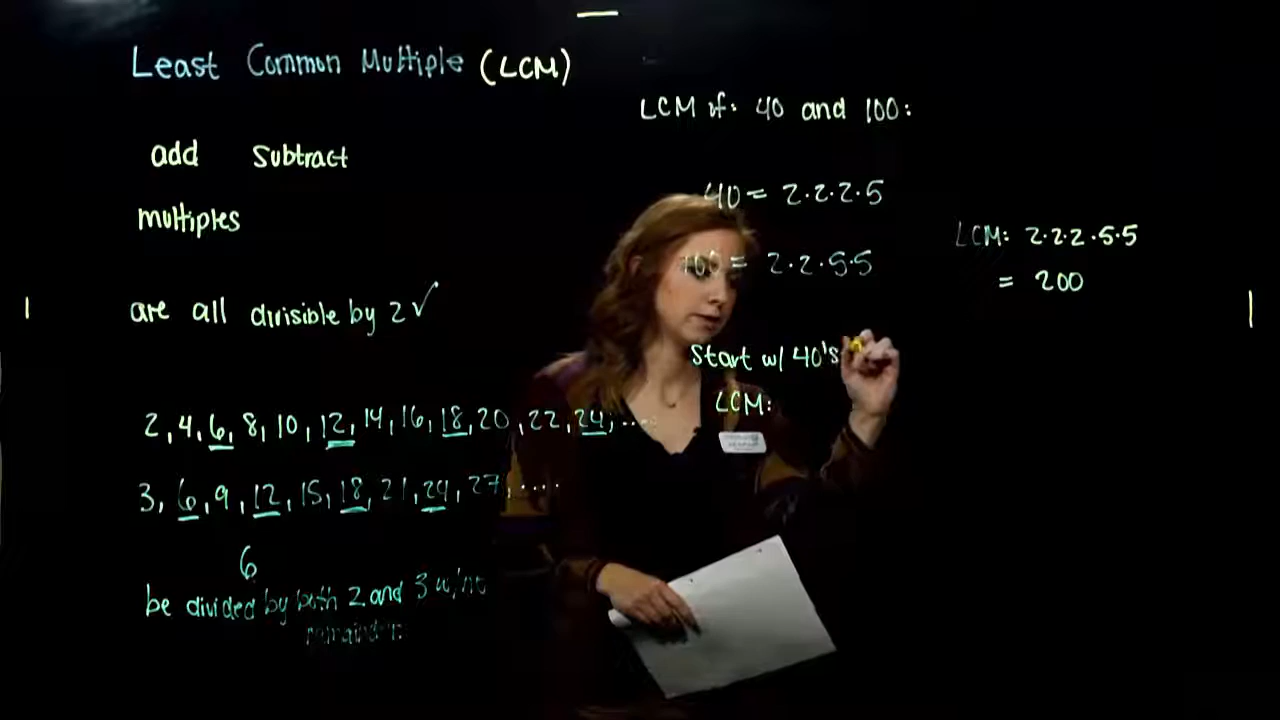 Least Common Multiple (LCM)
add subtract
multiples
are all divisible by 2 ✓
2, 4, 6, 8, 10, 12, 14, 16, 18, 20, 22, 24, ....
3, 6, 9, 12, 15, 18, 21, 24, 27, ....
6
be divided by both 2 and 3 w/ no
remainder
LCM of: 40 and 100:
40 = 2·2·2·5
100 = 2·2·5·5
Start w/ 40's
LCM:
LCM: 2·2·2·5·5
= 200